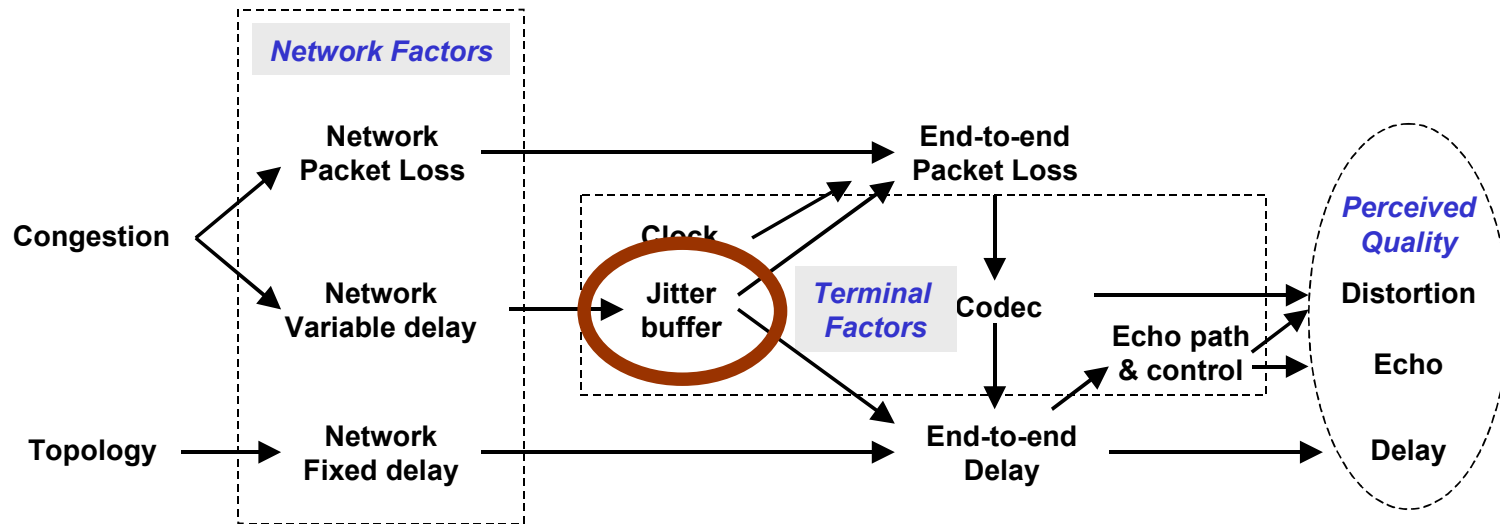 Network Factors
Network
Packet Loss
End-to-end
Packet Loss
Congestion
Clock
Network
Variable delay
Jitter
buffer
Terminal
Factors
Codec
Echo path
& control
Topology
Network
Fixed delay
End-to-end
Delay
Perceived
Quality
Distortion
Echo
Delay